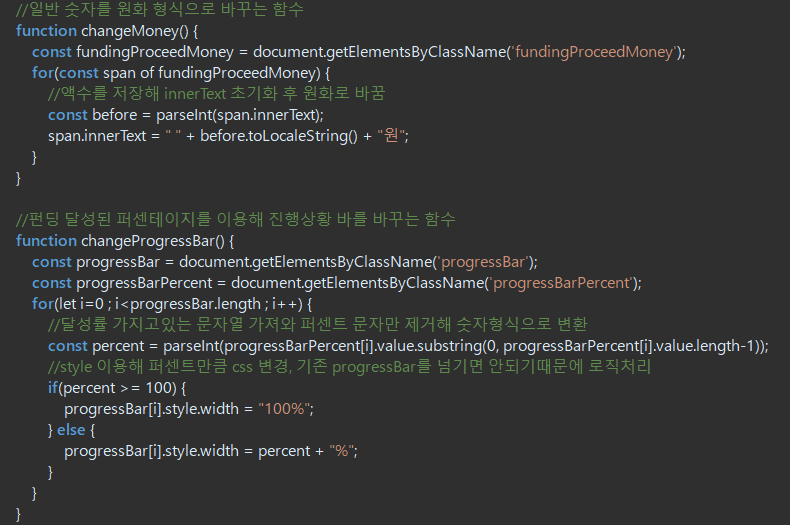 //일반 숫자를 원화 형식으로 바꾸는 함수
function changeMoney() {
const fundingProceedMoney = document.getElementsByClassName('fundingProceedMoney');
for(const span of fundingProceedMoney) {
//액수를 저장해 innerText 초기화 후 원화로 바꿈
const before = parseInt(span.innerText);
span.innerText = " " + before.toLocaleString() + "원";
}
}
//펀딩 달성된 퍼센테이지를 이용해 진행상황 바를 바꾸는 함수
function changeProgressBar() {
const progressBar = document.getElementsByClassName('progressBar');
const progressBarPercent = document.getElementsByClassName('progressBarPercent');
for(let i=0 ; i<progressBar.length ; i++) {
//달성률 가지고있는 문자열 가져와 퍼센트 문자만 제거해 숫자형식으로 변환
const percent = parseInt(progressBarPercent[i].value.substring(0, progressBarPercent[i].value.length-1));
//style 이용해 퍼센트만큼 css 변경, 기존 progressBar를 넘기면 안되기때문에 로직처리
if(percent >= 100) {
progressBar[i].style.width = "100%";
} else {
progressBar[i].style.width = percent + "%";
}
}
}